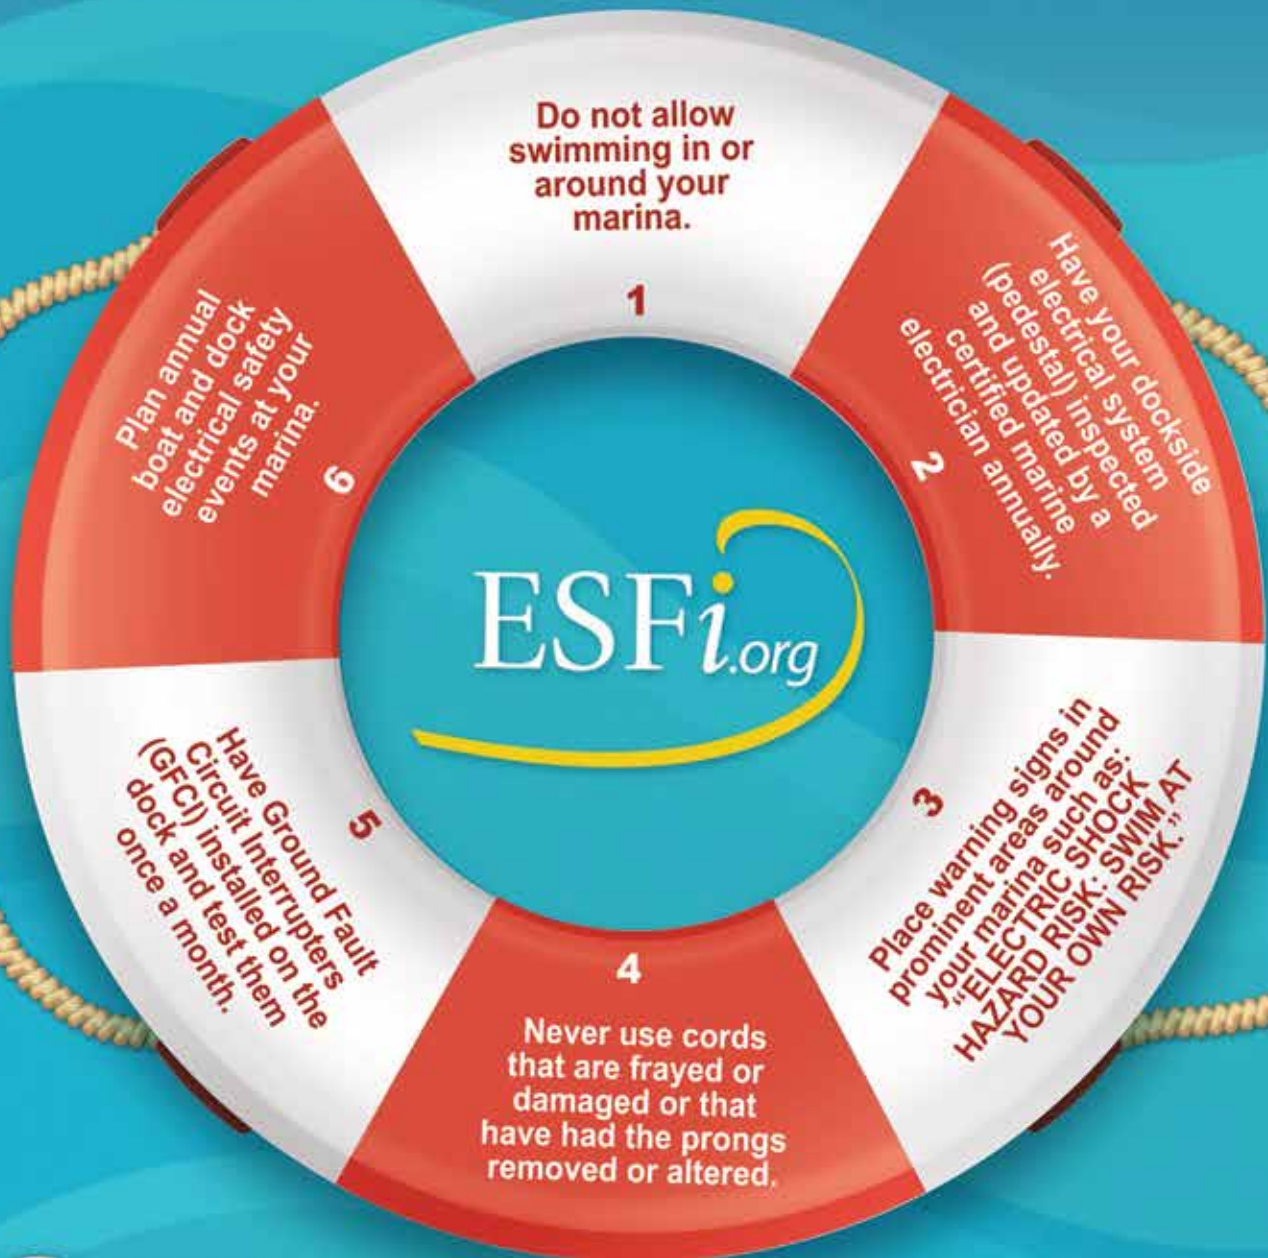 Do not allow
swimming in or
around your
marina.
1
Have your dockside
electrical system
(pedestal) inspected
and updated by a
certified marine
electrician annually.
2
Place warning signs in
prominent areas around
your marina such as:
“ELECTRIC SHOCK
HAZARD RISK: SWIM AT
YOUR OWN RISK.”
3
4
Never use cords
that are frayed or
damaged or that
have had the prongs
removed or altered.
5
Have Ground Fault
Circuit Interrupters
(GFCI) installed on the
dock and test them
once a month.
6
Plan annual
boat and dock
electrical safety
events at your
marina.
ESFi.org